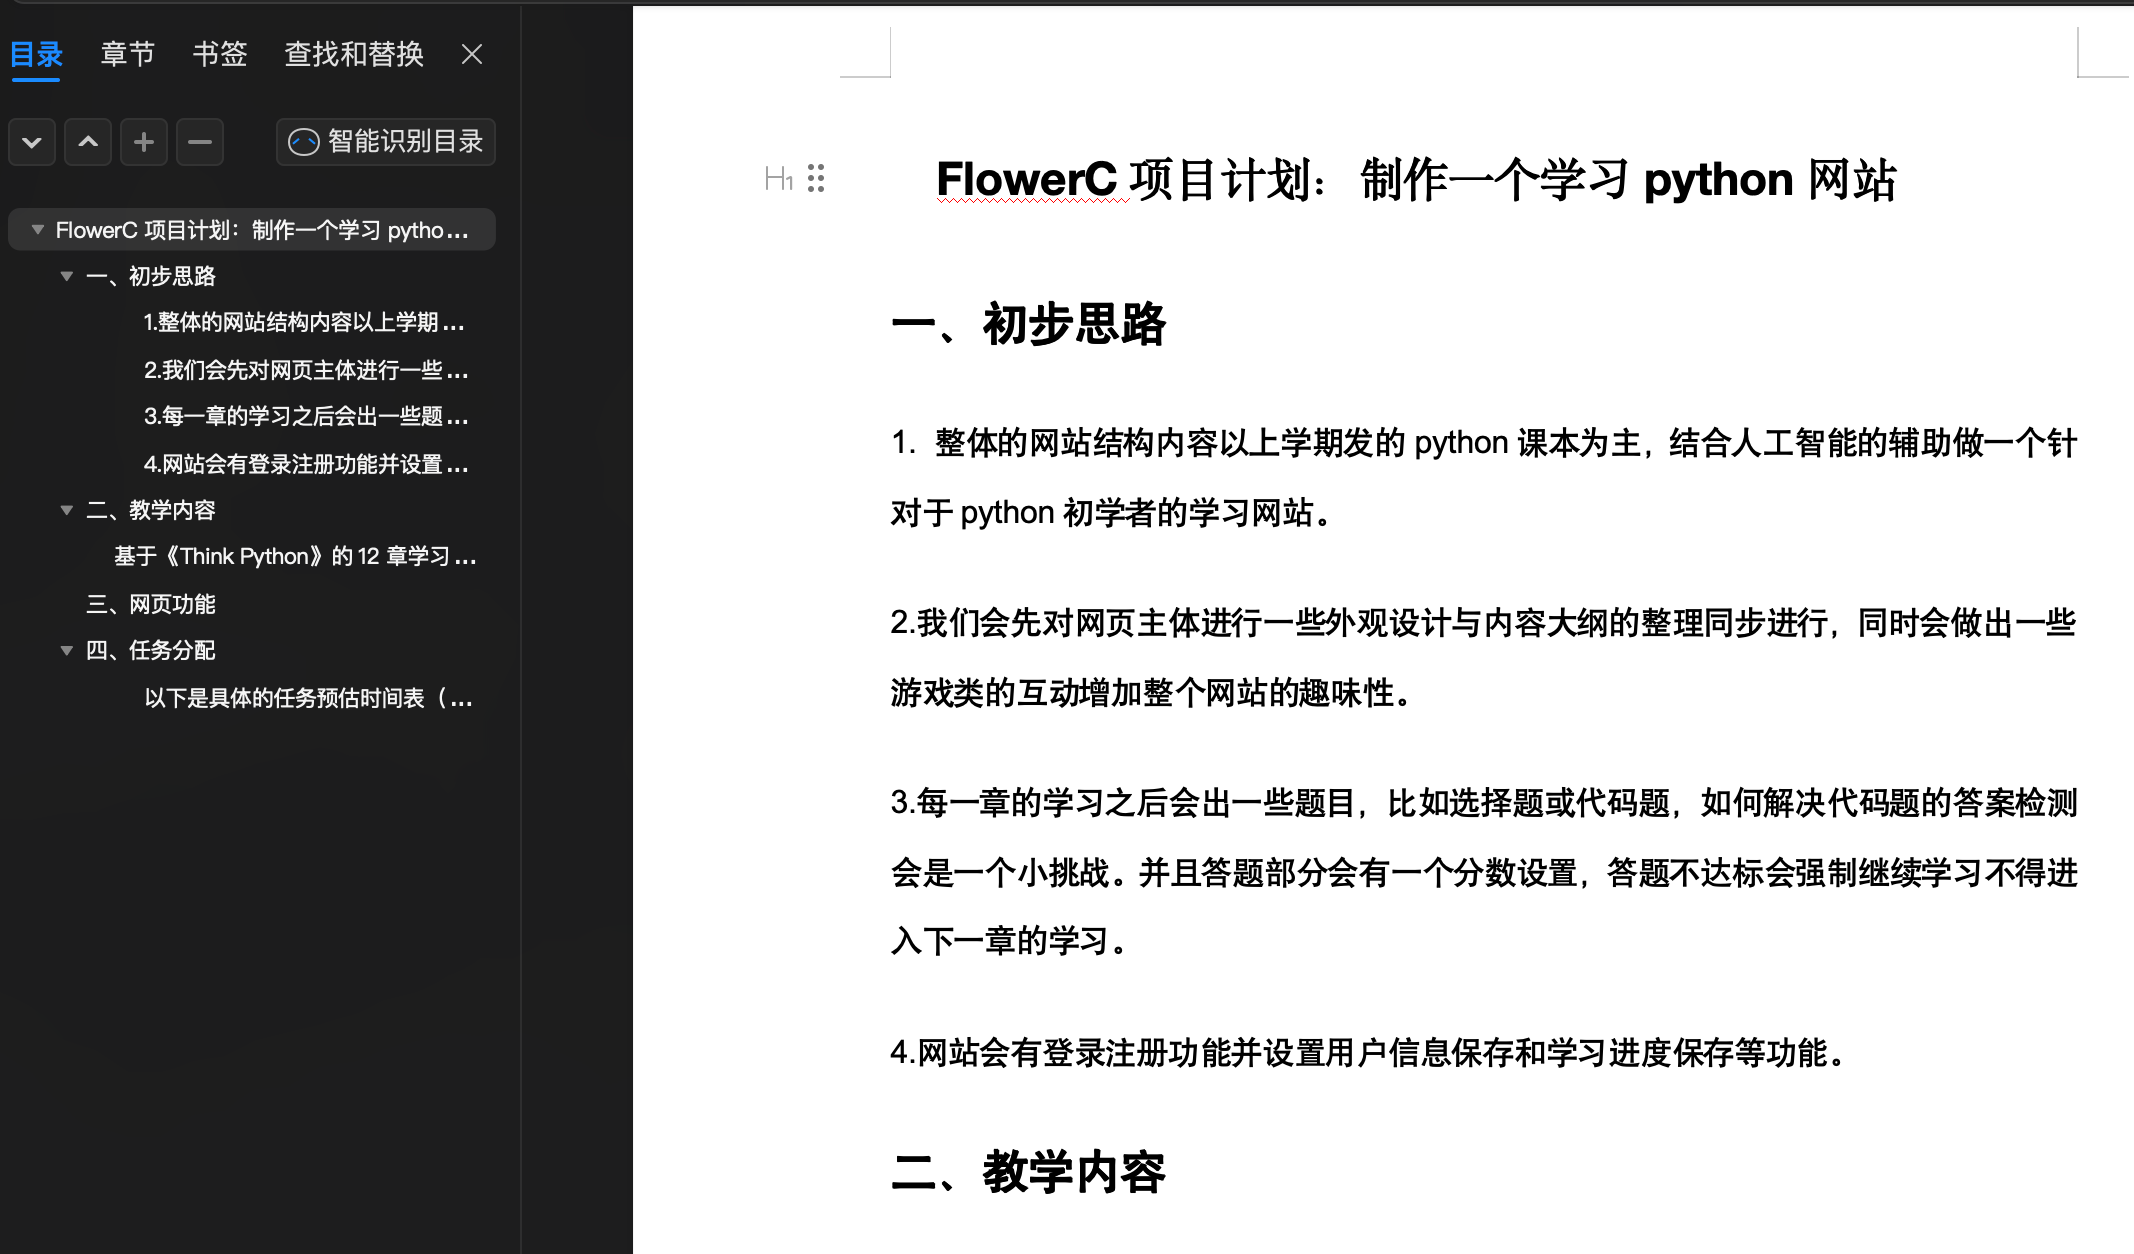 目录 章节 书签 查找和替换
智能识别目录
FlowerC 项目计划：制作一个学习 pytho...
一、初步思路
1.整体的网站结构内容以上学期...
2.我们会先对网页主体进行一些...
3.每一章的学习之后会出一些题...
4.网站会有登录注册功能并设置...
二、教学内容
基于《Think Python》的 12 章学习...
三、网页功能
四、任务分配
以下是具体的任务预估时间表（...
H1
FlowerC 项目计划：制作一个学习 python 网站
一、初步思路
1. 整体的网站结构内容以上学期发的 python 课本为主，结合人工智能的辅助做一个针
对于 python 初学者的学习网站。
2.我们会先对网页主体进行一些外观设计与内容大纲的整理同步进行，同时会做出一些
游戏类的互动增加整个网站的趣味性。
3.每一章的学习之后会出一些题目，比如选择题或代码题，如何解决代码题的答案检测
会是一个小挑战。并且答题部分会有一个分数设置，答题不达标会强制继续学习不得进
入下一章的学习。
4.网站会有登录注册功能并设置用户信息保存和学习进度保存等功能。
二、教学内容